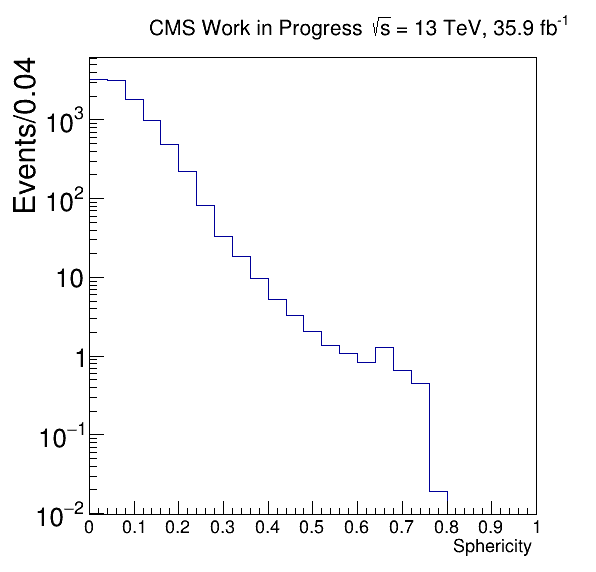 CMS Work in Progress √s = 13 TeV, 35.9 fb⁻¹
Events/0.04
10³
10²
10
1
10⁻¹
10⁻²
0 0.1 0.2 0.3 0.4 0.5 0.6 0.7 0.8 0.9 1
Sphericity